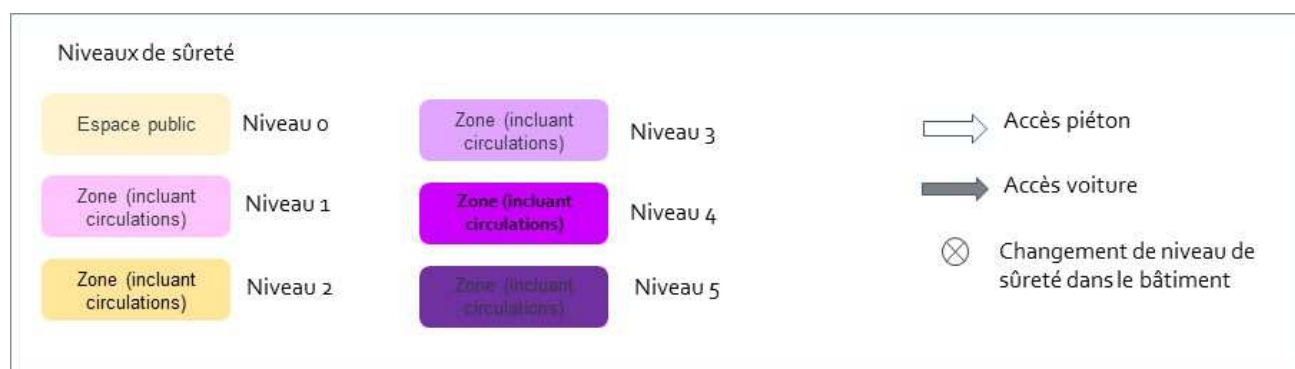 Niveaux de sûreté
Espace public
Niveau 0
Zone (incluant
circulations)
Niveau 1
Zone (incluant
circulations)
Niveau 2
Zone (incluant
circulations)
Niveau 3
Zone (incluant
circulations)
Niveau 4
Zone (incluant
circulations)
Niveau 5
Accès piéton
Accès voiture
Changement de niveau de
sûreté dans le bâtiment